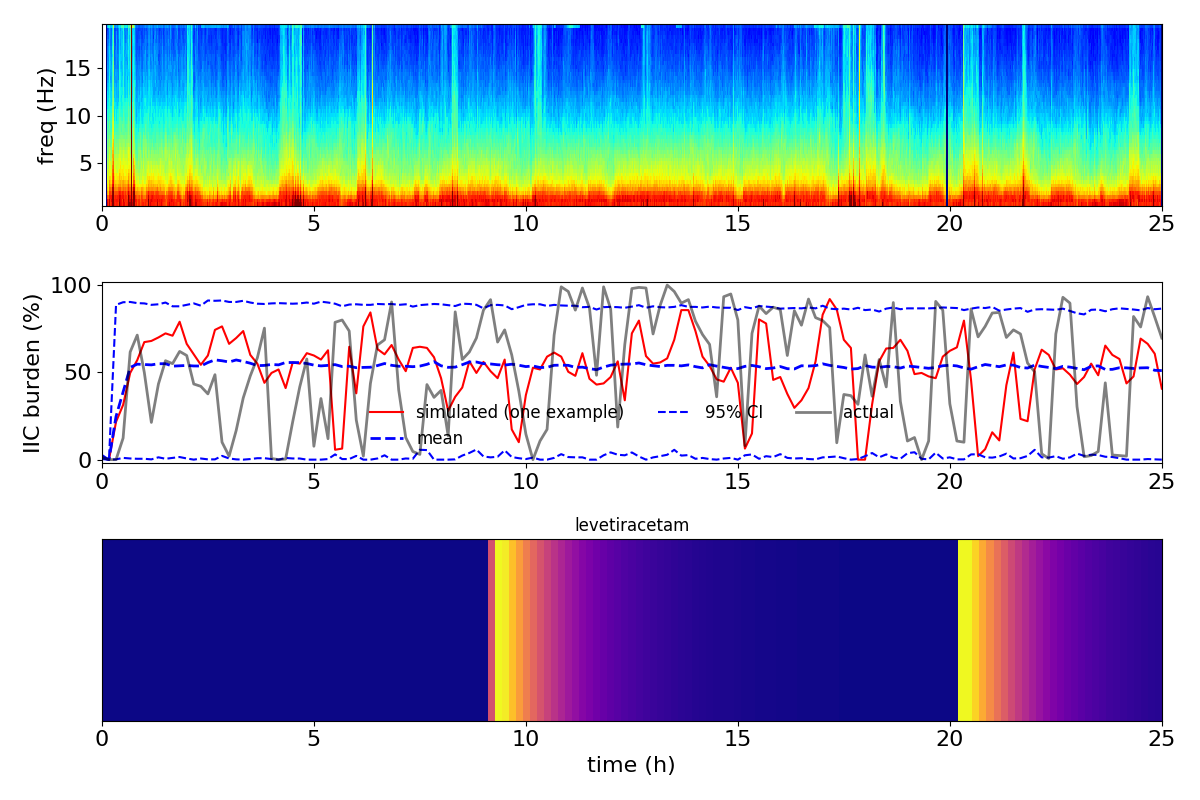 freq (Hz)
15
10
5
0 5 10 15 20 25
IIC burden (%)
100
50
0
simulated (one example) 95% CI actual
mean
0 5 10 15 20 25
levetiracetam
0 5 10 15 20 25
time (h)